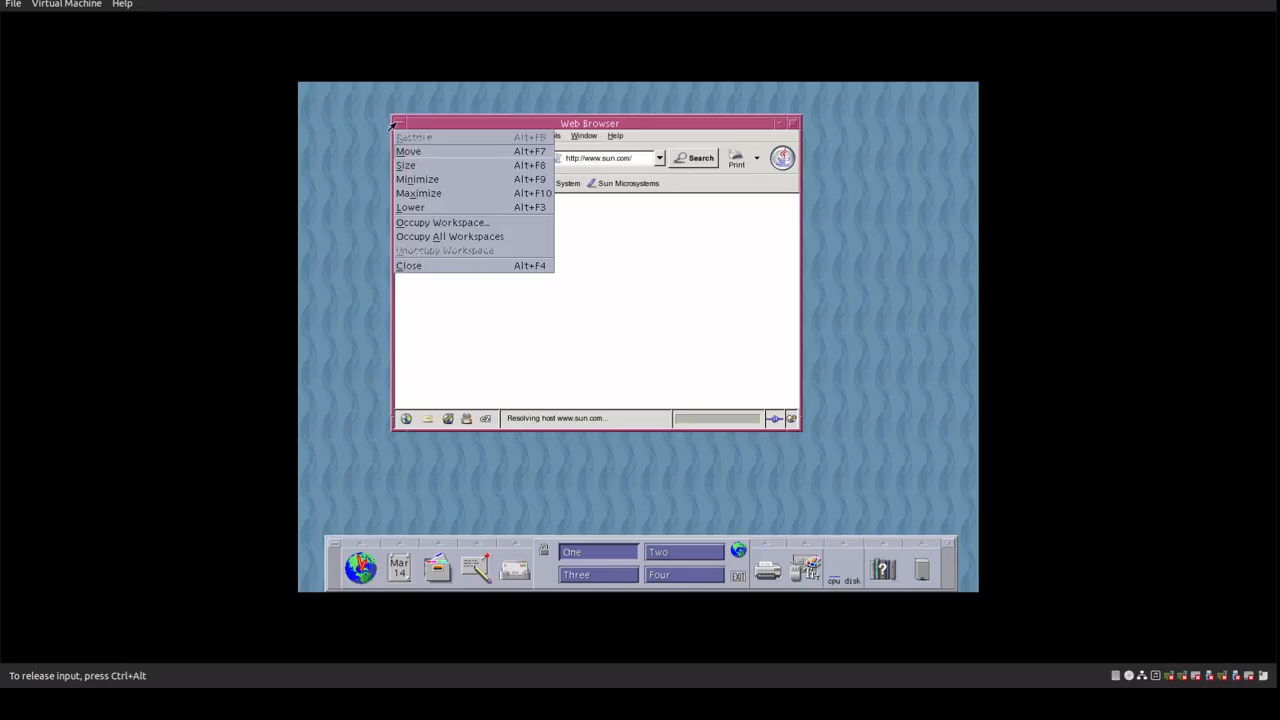 File Virtual Machine Help
Web Browser
Restore Alt+F5
Window Help
Move Alt+F7
http://www.sun.com/ Search Print
Size Alt+F8
Minimize Alt+F9
System Sun Microsystems
Maximize Alt+F10
Lower Alt+F3
Occupy Workspace...
Occupy All Workspaces
Unoccupy Workspace
Close Alt+F4
Resolving host www.sun.com...
Mar
14
One Two
Three Four
EXIT
cpu disk
?
To release input, press Ctrl+Alt